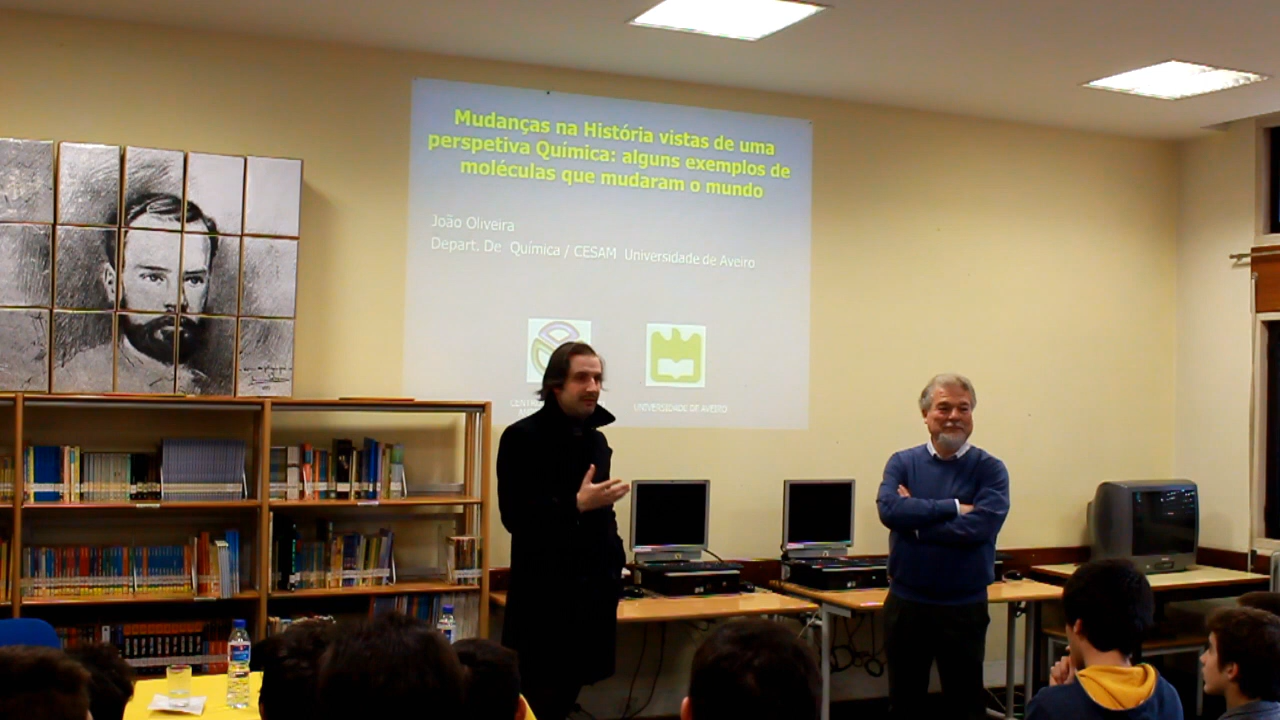 Mudanças na História vistas de uma
perspetiva Química: alguns exemplos de
moléculas que mudaram o mundo
João Oliveira
Depart. De Química / CESAM Universidade de Aveiro
UNIVERSIDADE DE AVEIRO